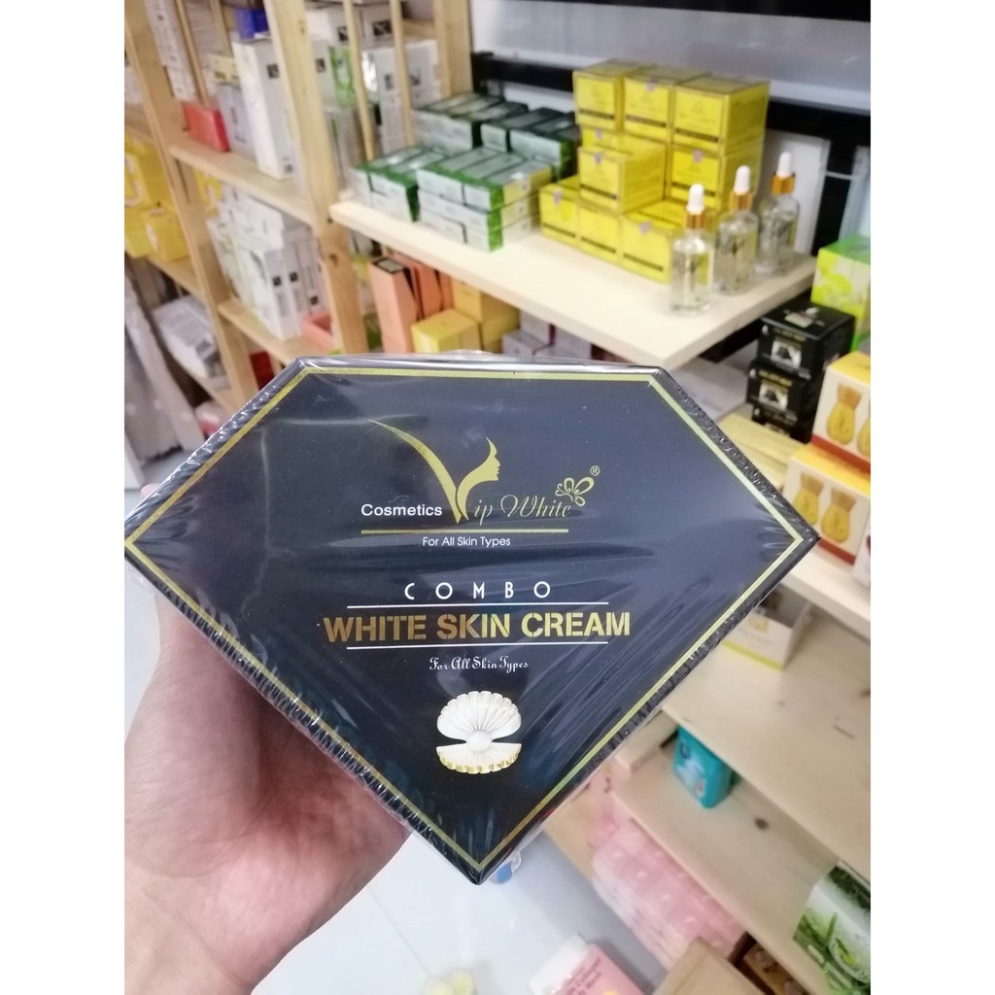 Cosmetics Vip White ®
For All Skin Types
COMBO
WHITE SKIN CREAM
For All Skin Types